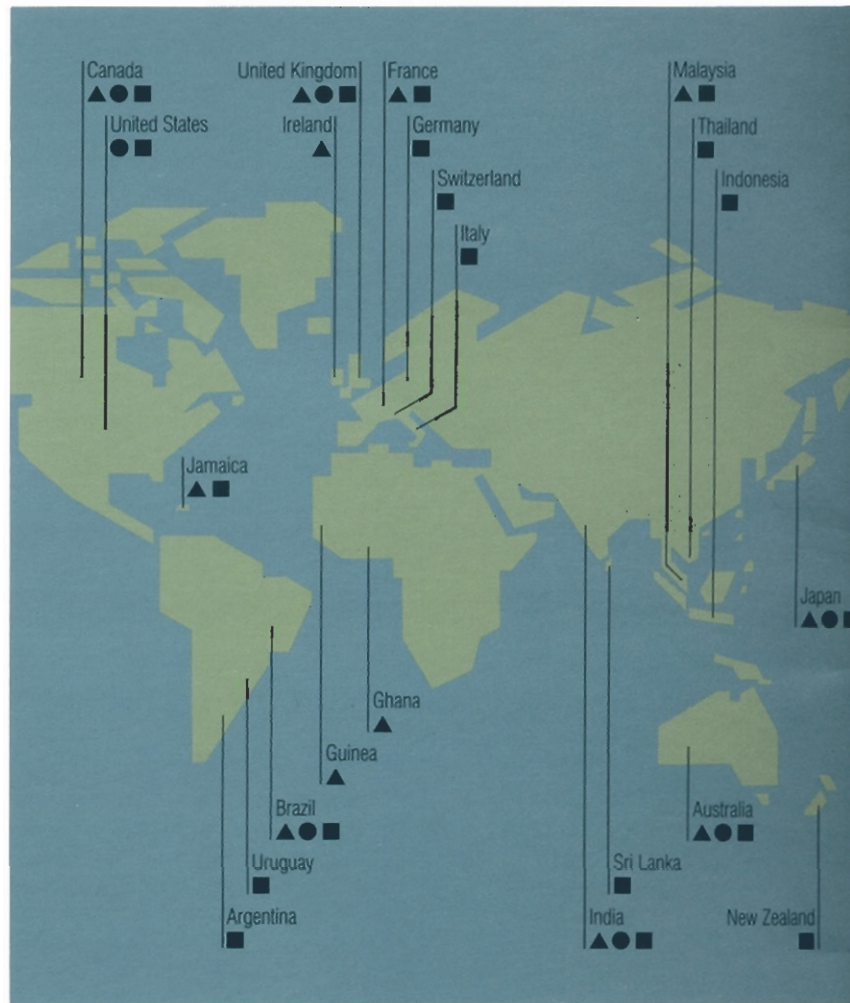 Canada
United Kingdom
France
Malaysia
United States
Ireland
Germany
Thailand
Switzerland
Indonesia
Italy
Jamaica
Japan
Ghana
Guinea
Brazil
Australia
Uruguay
Sri Lanka
Argentina
India
New Zealand